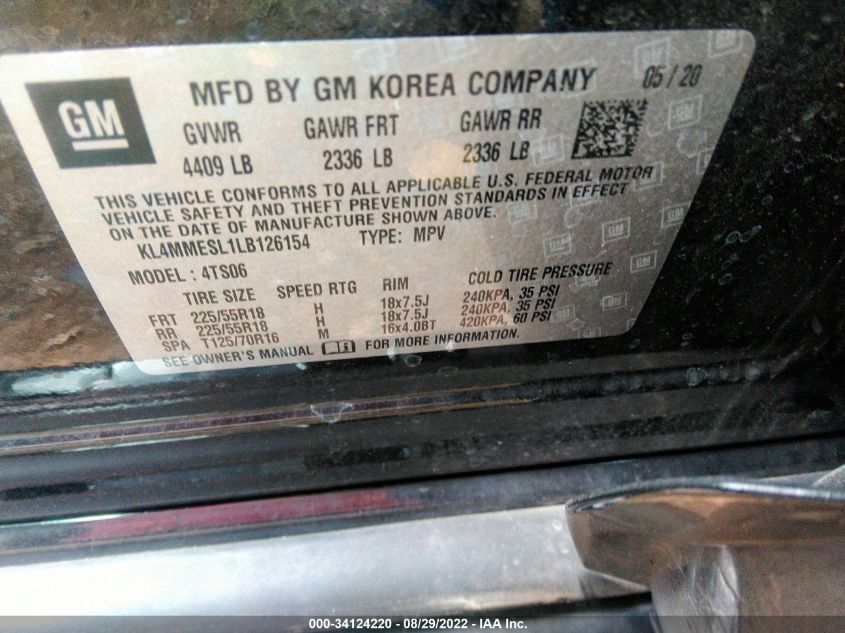 GM
MFD BY GM KOREA COMPANY 05/20
GVWR GAWR FRT GAWR RR
4409 LB 2336 LB 2336 LB
THIS VEHICLE CONFORMS TO ALL APPLICABLE U.S. FEDERAL MOTOR
VEHICLE SAFETY AND THEFT PREVENTION STANDARDS IN EFFECT
ON THE DATE OF MANUFACTURE SHOWN ABOVE.
KL4MMESL1LB126154 TYPE: MPV
MODEL : 4TS06
TIRE SIZE SPEED RTG RIM COLD TIRE PRESSURE
FRT 225/55R18 H 18x7.5J 240KPA, 35 PSI
RR 225/55R18 H 18x7.5J 240KPA, 35 PSI
SPA T125/70R16 M 16x4.0BT 420KPA, 60 PSI
SEE OWNER'S MANUAL FOR MORE INFORMATION.
000-34124220 - 08/29/2022 - IAA Inc.